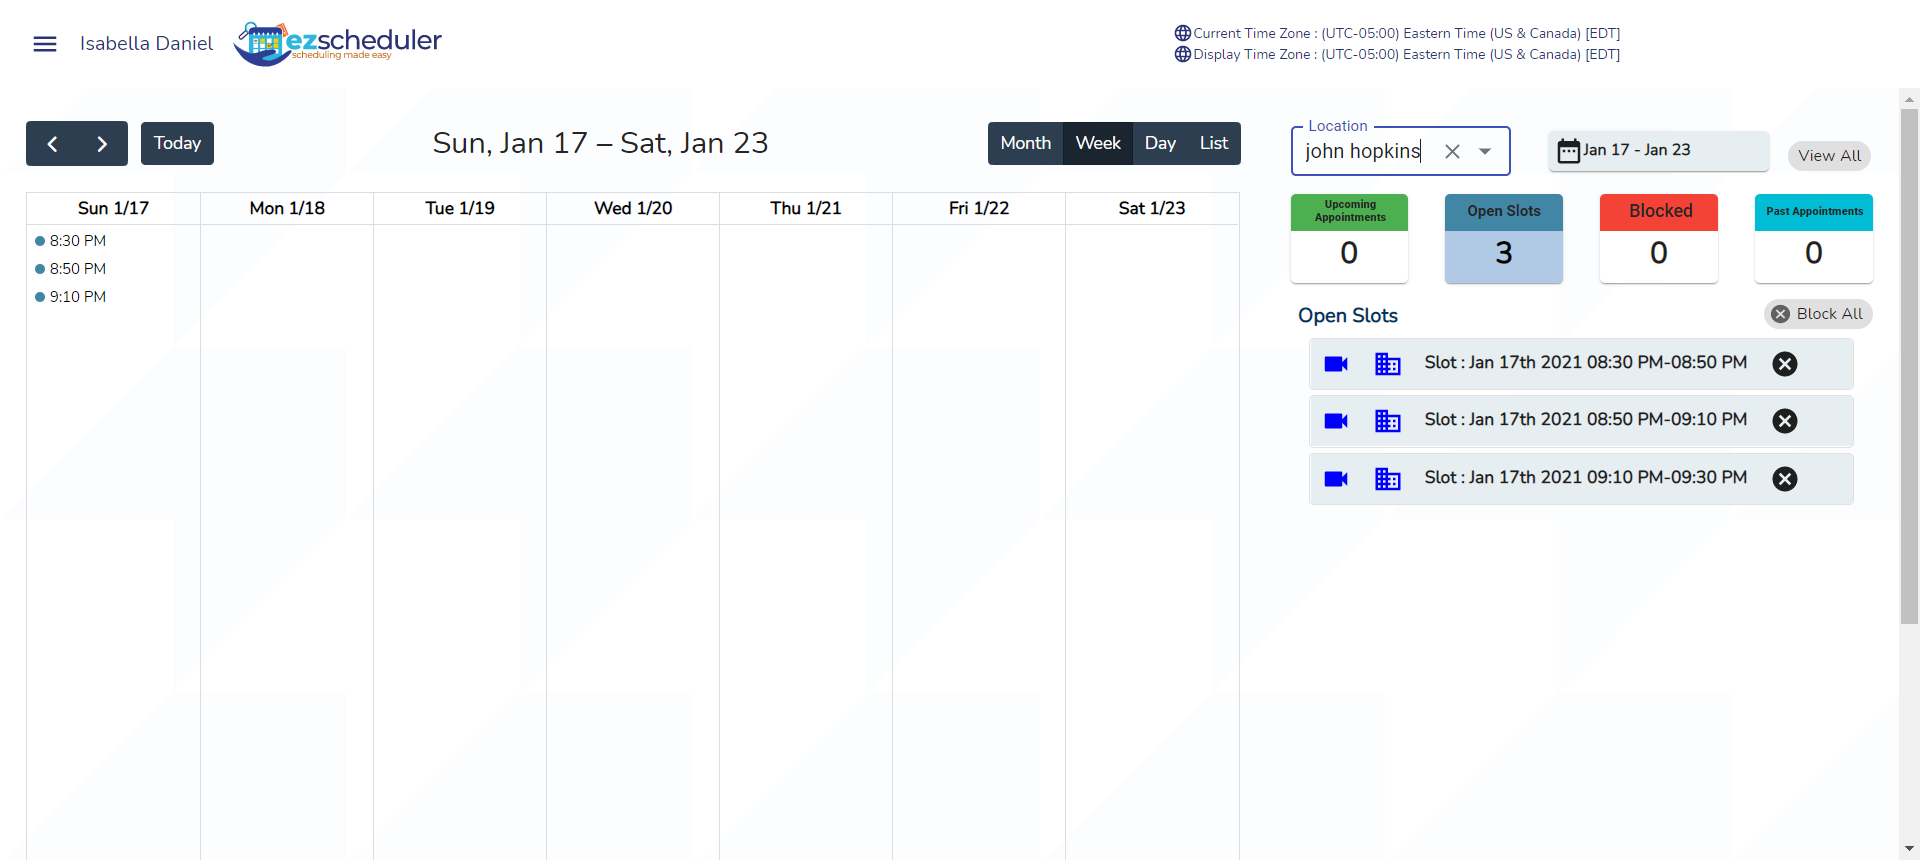 Isabella Daniel
ezscheduler
scheduling made easy
Current Time Zone : (UTC-05:00) Eastern Time (US & Canada) [EDT]
Display Time Zone : (UTC-05:00) Eastern Time (US & Canada) [EDT]
Today
Sun, Jan 17 – Sat, Jan 23
Month Week Day List
Sun 1/17 Mon 1/18 Tue 1/19 Wed 1/20 Thu 1/21 Fri 1/22 Sat 1/23
8:30 PM
8:50 PM
9:10 PM
Location
john hopkins
Jan 17 - Jan 23
View All
Upcoming
Appointments
0
Open Slots
3
Blocked
0
Past Appointments
0
Open Slots
Block All
Slot : Jan 17th 2021 08:30 PM-08:50 PM
Slot : Jan 17th 2021 08:50 PM-09:10 PM
Slot : Jan 17th 2021 09:10 PM-09:30 PM